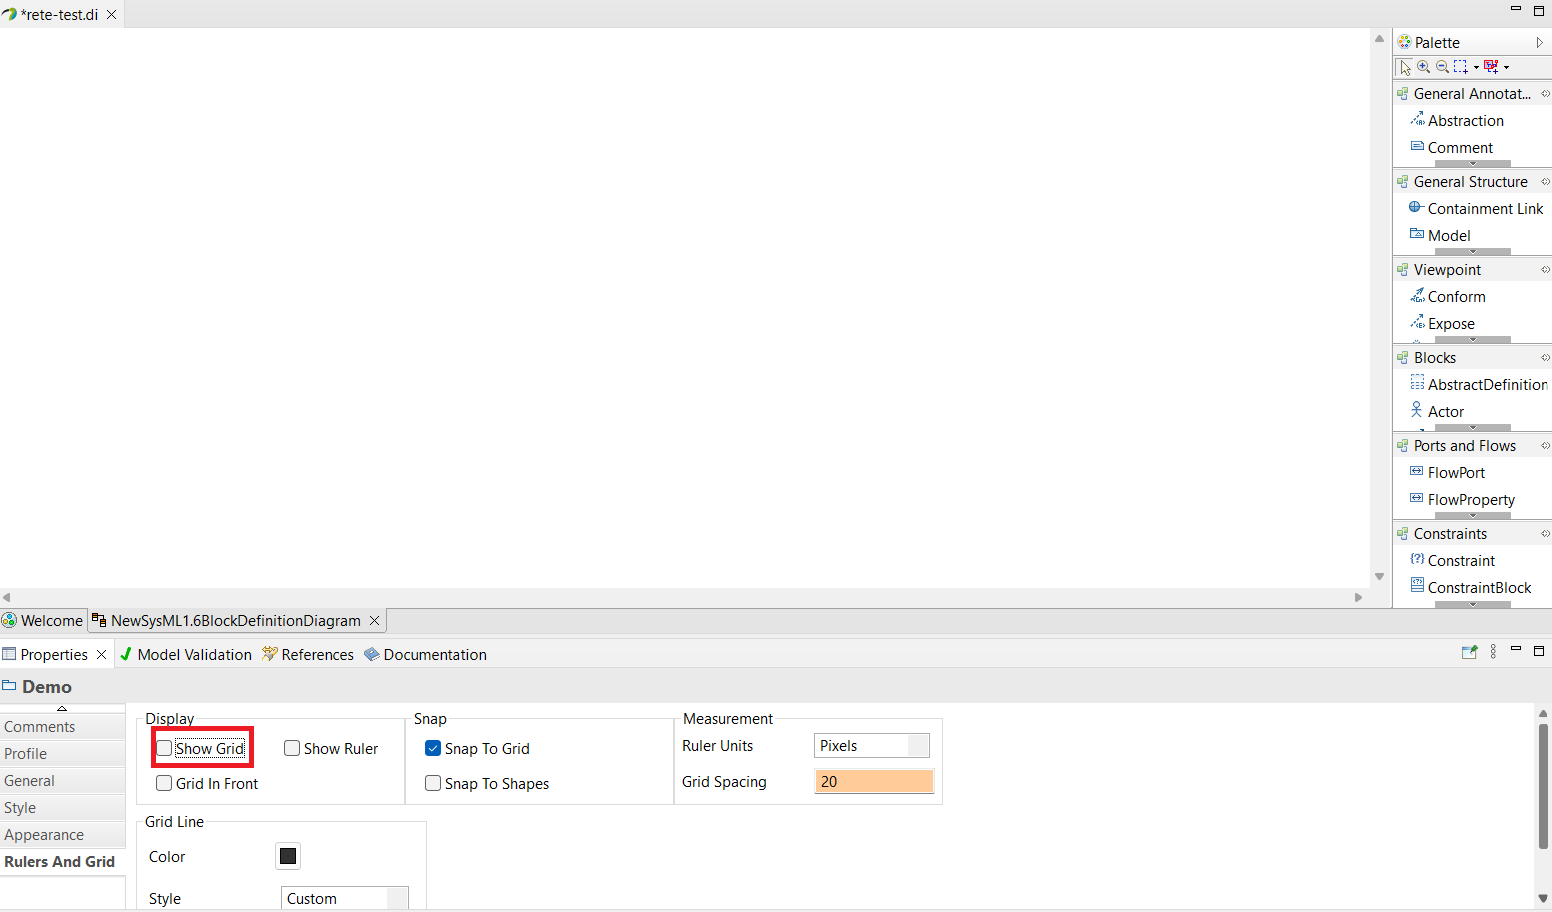 *rete-test.di
Palette
General Annotat...
Abstraction
Comment
General Structure
Containment Link
Model
Viewpoint
Conform
Expose
Blocks
AbstractDefinition
Actor
Ports and Flows
FlowPort
FlowProperty
Constraints
Constraint
ConstraintBlock
Welcome
NewSysML1.6BlockDefinitionDiagram
Properties
Model Validation
References
Documentation
Demo
Comments
Profile
General
Style
Appearance
Rulers And Grid
Display
Show Grid
Show Ruler
Grid In Front
Snap
Snap To Grid
Snap To Shapes
Measurement
Ruler Units
Pixels
Grid Spacing
20
Grid Line
Color
Style
Custom